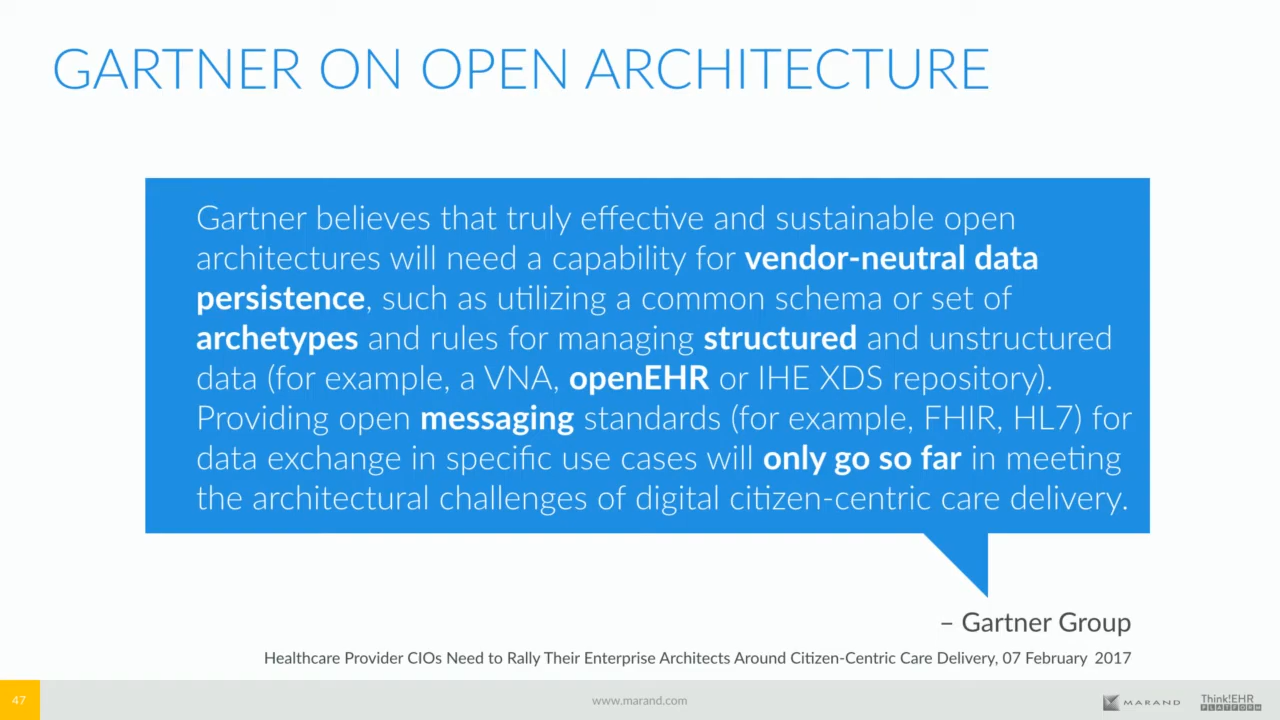 GARTNER ON OPEN ARCHITECTURE
Gartner believes that truly effective and sustainable open
architectures will need a capability for vendor-neutral data
persistence, such as utilizing a common schema or set of
archetypes and rules for managing structured and unstructured
data (for example, a VNA, openEHR or IHE XDS repository).
Providing open messaging standards (for example, FHIR, HL7) for
data exchange in specific use cases will only go so far in meeting
the architectural challenges of digital citizen-centric care delivery.
– Gartner Group
Healthcare Provider CIOs Need to Rally Their Enterprise Architects Around Citizen-Centric Care Delivery, 07 February 2017
47
www.marand.com
MARAND
Think!EHR
PLATFORM